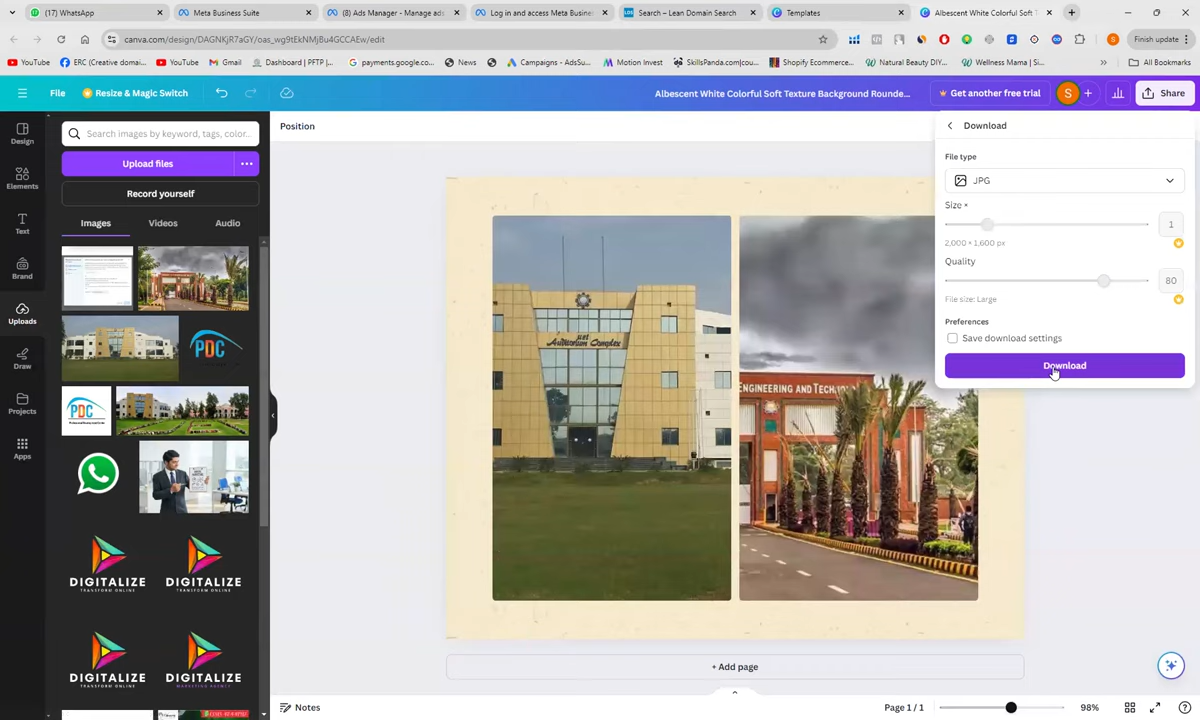 (17) WhatsApp
Meta Business Suite
(8) Ads Manager - Manage ads
Log in and access Meta Busine
Search – Lean Domain Search
Templates
Albescent White Colorful Soft T
canva.com/design/DAGNKjR7aGY/oas_wg9tEkNMjBu4GCCAEw/edit
Finish update
YouTube
ERC (Creative domai...
YouTube
Gmail
Dashboard | PFTP |...
payments.google.co...
News
Campaigns - AdsSu...
Motion Invest
SkillsPanda[com/cou...
Shopify Ecommerce...
Natural Beauty DIY...
Wellness Mama | Si...
All Bookmarks
File
Resize & Magic Switch
Albescent White Colorful Soft Texture Background Rounde...
Get another free trial
S
Share
Design
Elements
Text
Brand
Uploads
Draw
Projects
Apps
Search images by keyword, tags, color...
Upload files
Record yourself
Images
Videos
Audio
PDC
PDC
DIGITALIZE
TRANSFORM ONLINE
DIGITALIZE
TRANSFORM ONLINE
DIGITALIZE
TRANSFORM ONLINE
DIGITALIZE
MARKETING AGENCY
Position
uiet
Auditorium Complex
ENGINEERING AND TECHNOL
Download
File type
JPG
Size ×
1
2,000 × 1,600 px
Quality
80
File size: Large
Preferences
Save download settings
Download
+ Add page
Notes
Page 1 / 1
98%